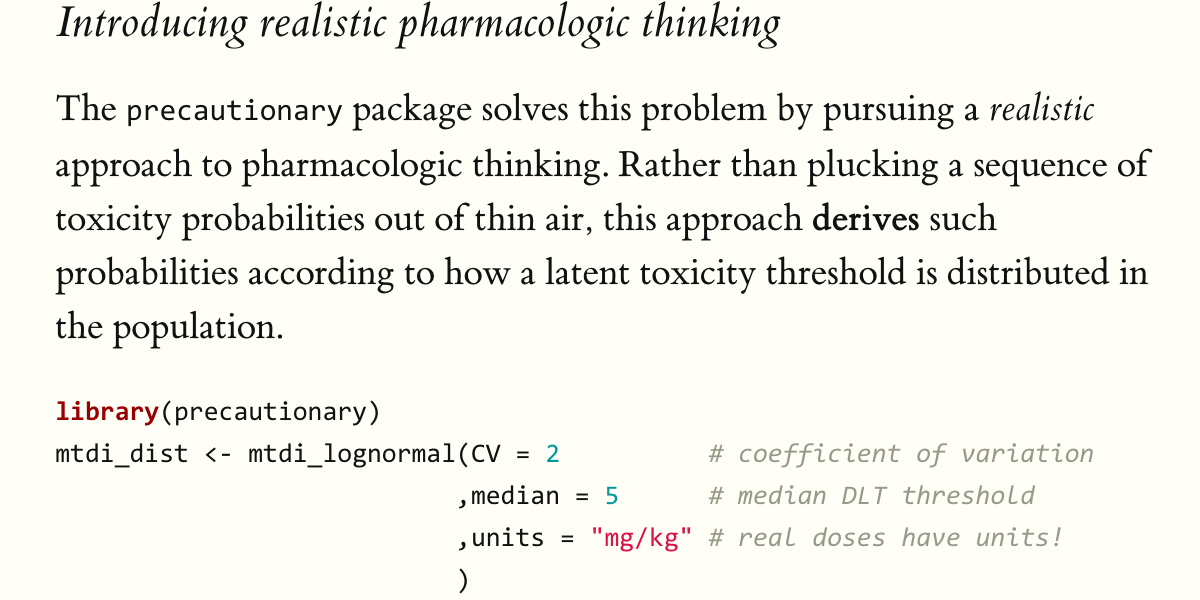 Introducing realistic pharmacologic thinking
The precautionary package solves this problem by pursuing a realistic
approach to pharmacologic thinking. Rather than plucking a sequence of
toxicity probabilities out of thin air, this approach derives such
probabilities according to how a latent toxicity threshold is distributed in
the population.
library(precautionary)
mtdi_dist <- mtdi_lognormal(CV = 2          # coefficient of variation
                           ,median = 5      # median DLT threshold
                           ,units = "mg/kg" # real doses have units!
                           )